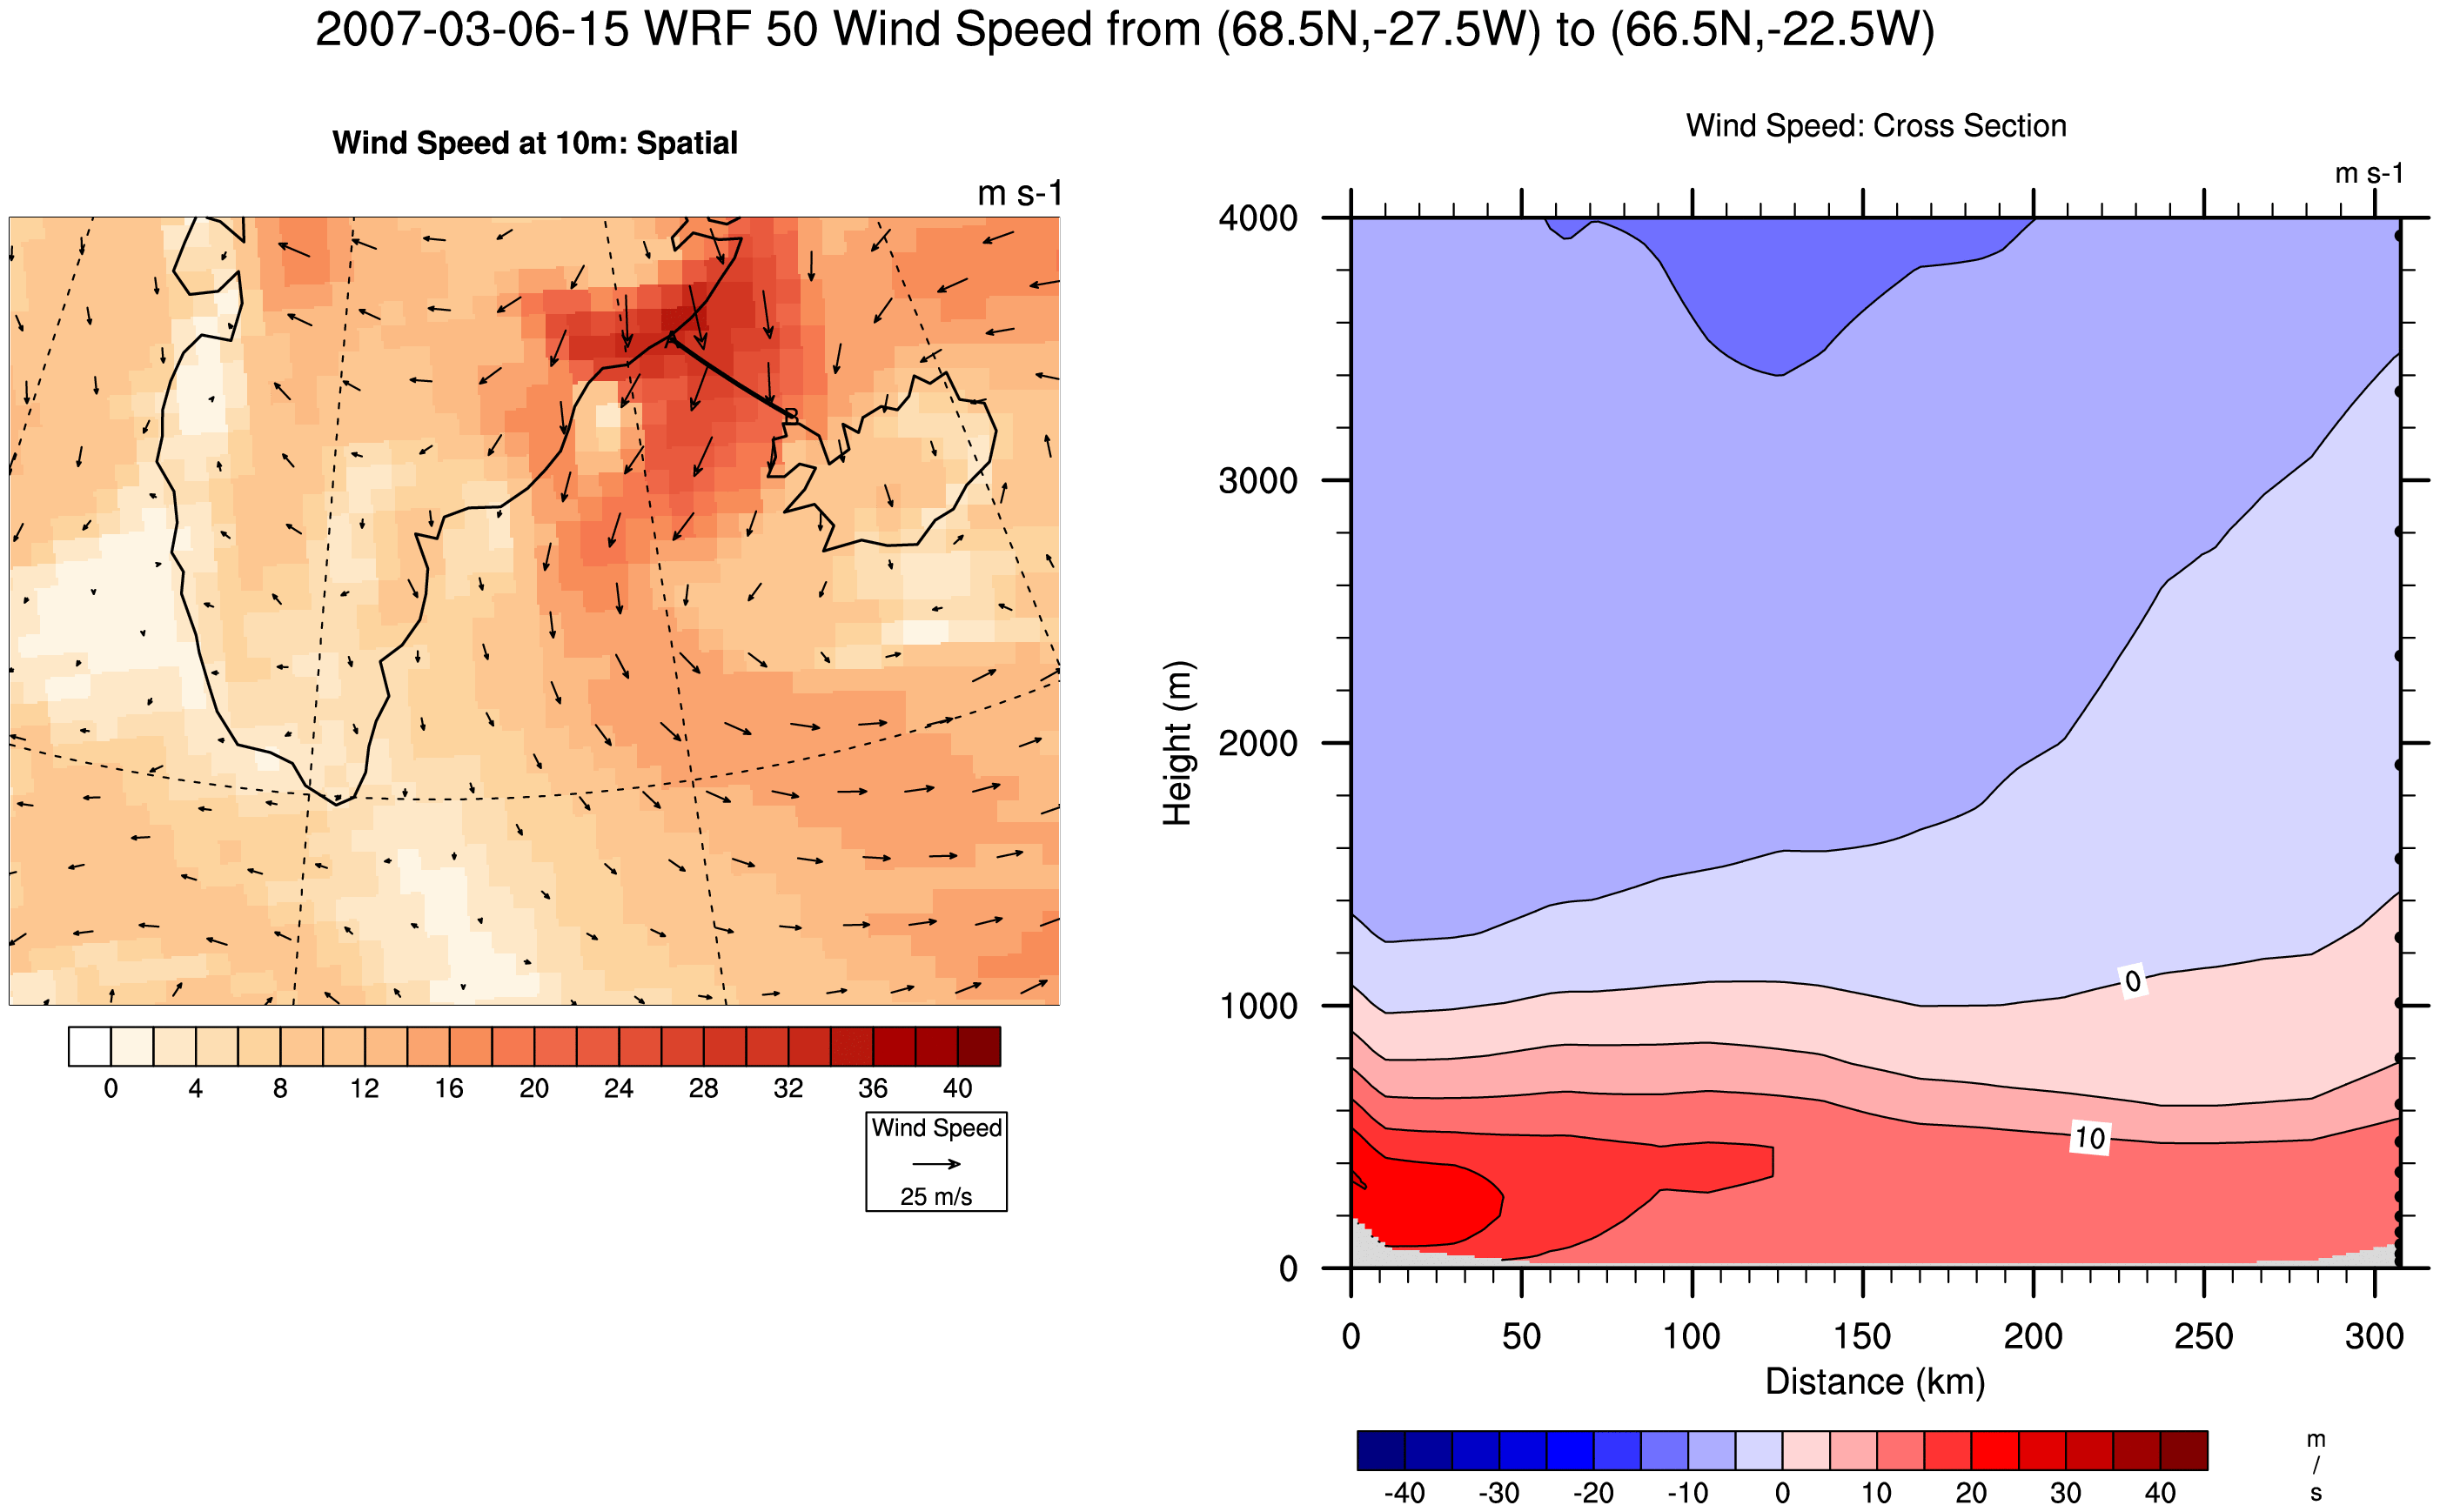 2007-03-06-15 WRF 50 Wind Speed from (68.5N,-27.5W) to (66.5N,-22.5W)
Wind Speed at 10m: Spatial
m s-1
A
B
0 4 8 12 16 20 24 28 32 36 40
Wind Speed
25 m/s
Wind Speed: Cross Section
m s-1
4000
3000
2000
1000
0
Height (m)
0
10
0 50 100 150 200 250 300
Distance (km)
-40 -30 -20 -10 0 10 20 30 40
m
/
s